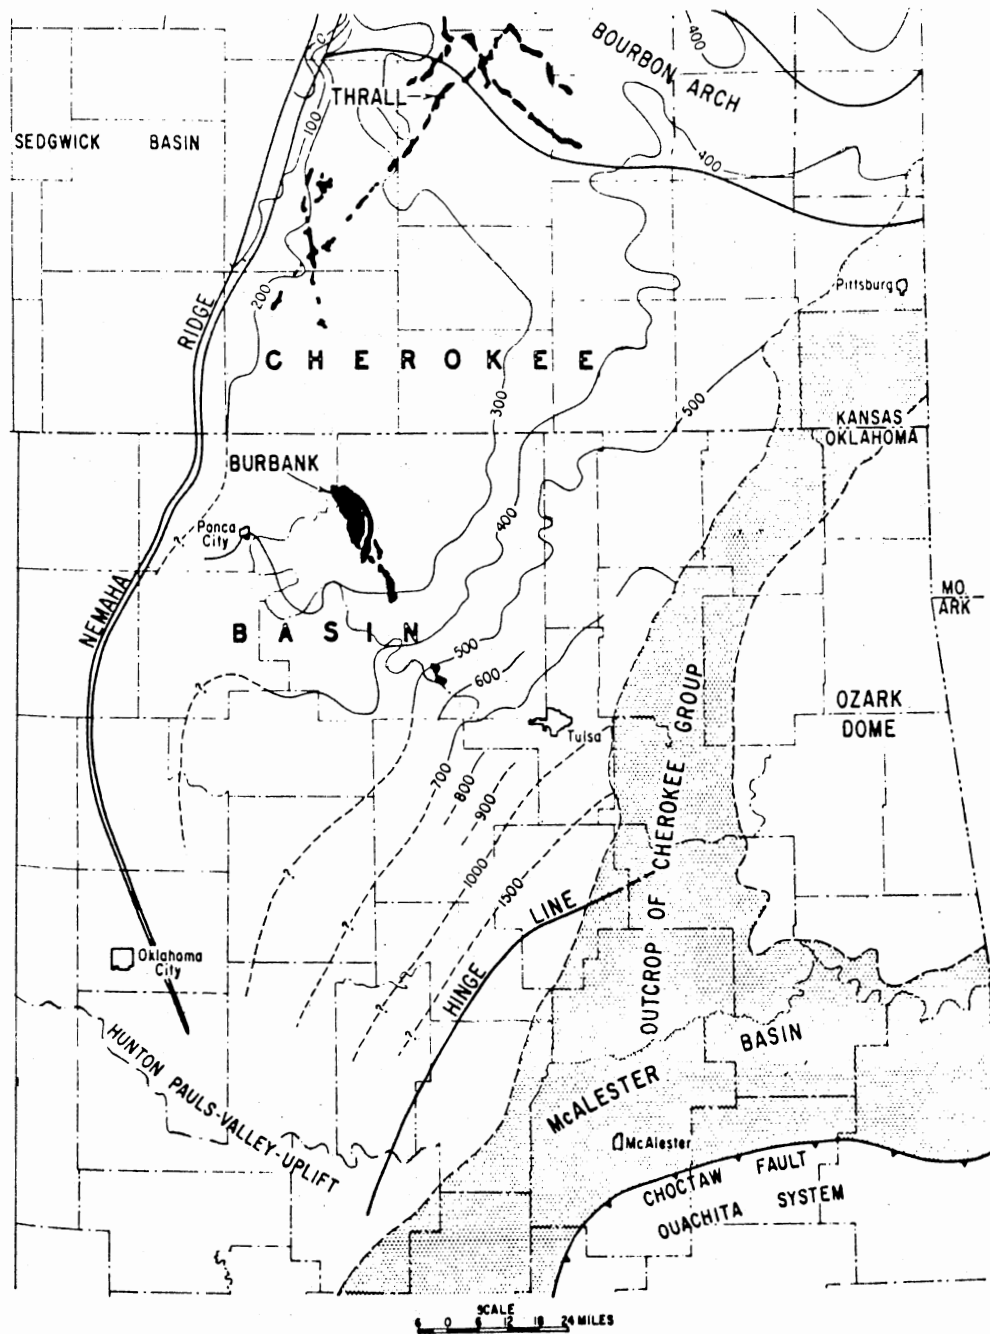 BOURBON ARCH
400
THRALL
100
SEDGWICK BASIN
400
RIDGE
200
Pittsburg
CHEROKEE
300
500
KANSAS
OKLAHOMA
BURBANK
400
Ponca
City
?
NEMAHA
MO.
ARK
BASIN
500
600
?
OZARK
DOME
Tulsa
OUTCROP OF CHEROKEE GROUP
700
800
900
1000
1500
?
?
HINGE LINE
Oklahoma
City
?
?
HUNTON PAULS-VALLEY-UPLIFT
McALESTER BASIN
McAlester
CHOCTAW FAULT
OUACHITA SYSTEM
SCALE
6 0 6 12 18 24 MILES